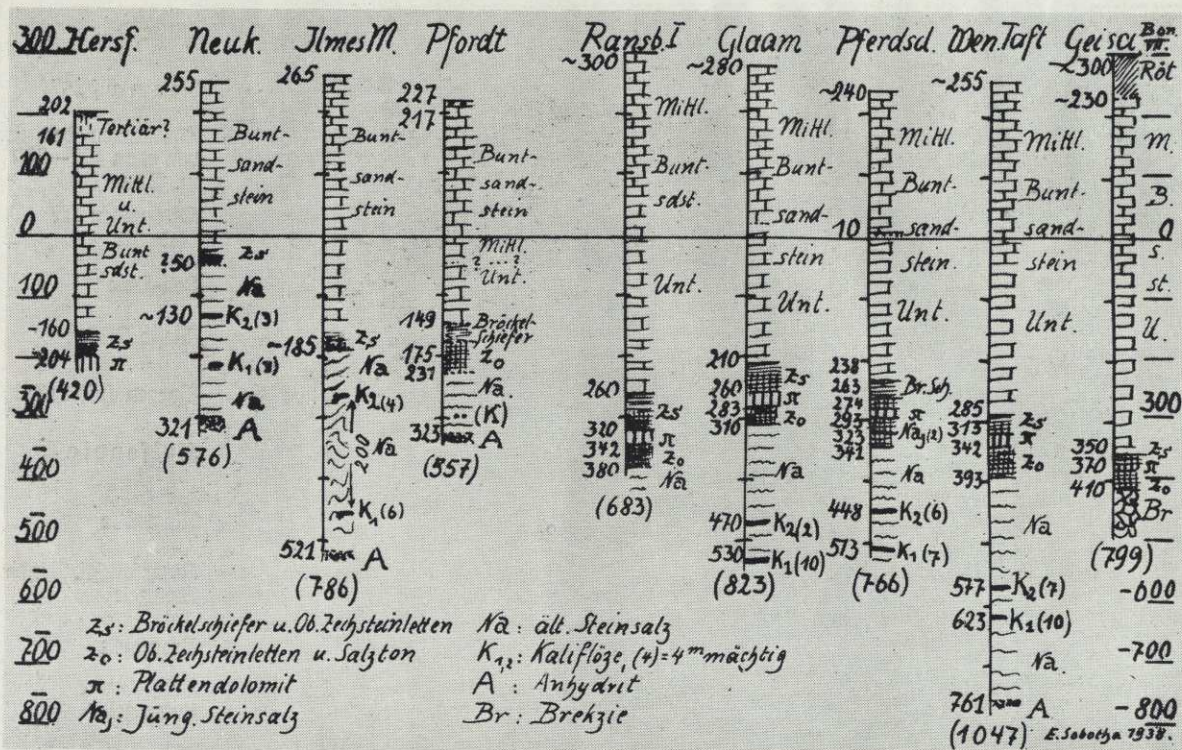 300 Hersf. Neuk. Ilmes M. Pfordt Ransb. I Glaam Pferdsd. Wen. Taft Geisa Boh. VII.
202
Tertiär?
161
100
Mittl.
u.
Unt.
0
Bunt
sdst.
100
-160
-204
zs
π
(420)
300
400
500
600
700
800
255
Bunt-
sand-
stein
?50
zs
Na
~130
K₂(3)
K₁(3)
Na
321
A
(576)
265
Bunt-
sand-
stein
~185
zs
Na
K₂(4)
Na
200
K₁(6)
521
A
(786)
227
217
Bunt-
sand-
stein
Mittl.
? ... ?
Unt.
149
Bröckel-
schiefer
175
zo
231
Na
(K)
323
A
(557)
~300
Mittl.
Bunt-
sdst.
Unt.
260
zs
320
π
342
zo
380
Na
(683)
~280
Mittl.
Bunt-
sand-
stein
Unt.
210
zs
260
π
283
zo
310
Na
470
K₂(2)
530
K₁(10)
(823)
~240
Mittl.
Bunt-
10
sand-
stein.
Unt.
238
263
Br.Sch.
274
π
293
Na_j(2)
323
341
Na
448
K₂(6)
573
K₁(7)
(766)
~255
Mittl.
Bunt-
sand-
stein
Unt.
285
zs
313
π
342
zo
393
Na
577
K₂(7)
623
K₁(10)
Na.
761
A
(1047)
~300
Röt
~230
M.
B.
0
s.
st.
U.
300
350
zs
370
π
410
zo
Br
(799)
-600
-700
-800
zs: Bröckelschiefer u. Ob. Zechsteinletten Na: ält. Steinsalz
zo: Ob. Zechsteinletten u. Salzton K₁,₂: Kaliflöze, (4)=4ᵐ mächtig
π: Plattendolomit A: Anhydrit
Na_j: Jüng. Steinsalz Br: Brekzie
E. Sobotha 1938.